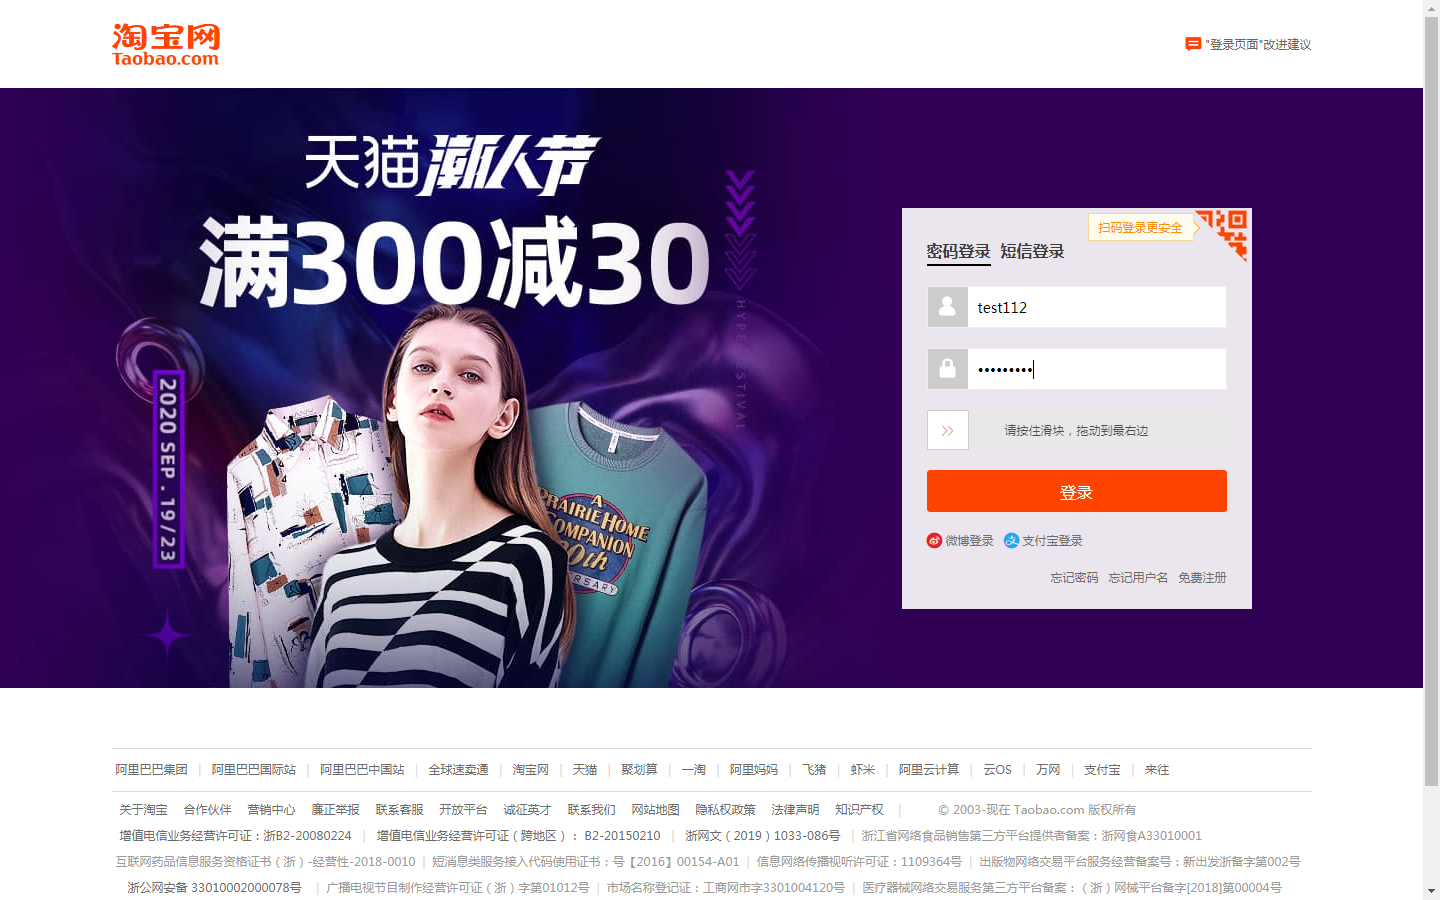 淘宝网
Taobao.com
"登录页面"改进建议
天猫潮人节
满300减30
HYPE FESTIVAL
2020 SEP . 19/23
A
PRAIRIE HOME
COMPANION
30th
扫码登录更安全
密码登录 短信登录
test112
•••••••••
请按住滑块，拖动到最右边
登录
微博登录 支付宝登录
忘记密码 忘记用户名 免费注册
阿里巴巴集团 | 阿里巴巴国际站 | 阿里巴巴中国站 | 全球速卖通 | 淘宝网 | 天猫 | 聚划算 | 一淘 | 阿里妈妈 | 飞猪 | 虾米 | 阿里云计算 | 云OS | 万网 | 支付宝 | 来往
关于淘宝 合作伙伴 营销中心 廉正举报 联系客服 开放平台 诚征英才 联系我们 网站地图 隐私权政策 法律声明 知识产权 | © 2003-现在 Taobao.com 版权所有
增值电信业务经营许可证：浙B2-20080224 | 增值电信业务经营许可证（跨地区）： B2-20150210 | 浙网文（2019）1033-086号 | 浙江省网络食品销售第三方平台提供者备案：浙网食A33010001
互联网药品信息服务资格证书（浙）-经营性-2018-0010 | 短消息类服务接入代码使用证书：号【2016】00154-A01 | 信息网络传播视听许可证：1109364号 | 出版物网络交易平台服务经营备案号：新出发浙备字第002号
浙公网安备 33010002000078号 | 广播电视节目制作经营许可证（浙）字第01012号 | 市场名称登记证：工商网市字3301004120号 | 医疗器械网络交易服务第三方平台备案：（浙）网械平台备字[2018]第00004号